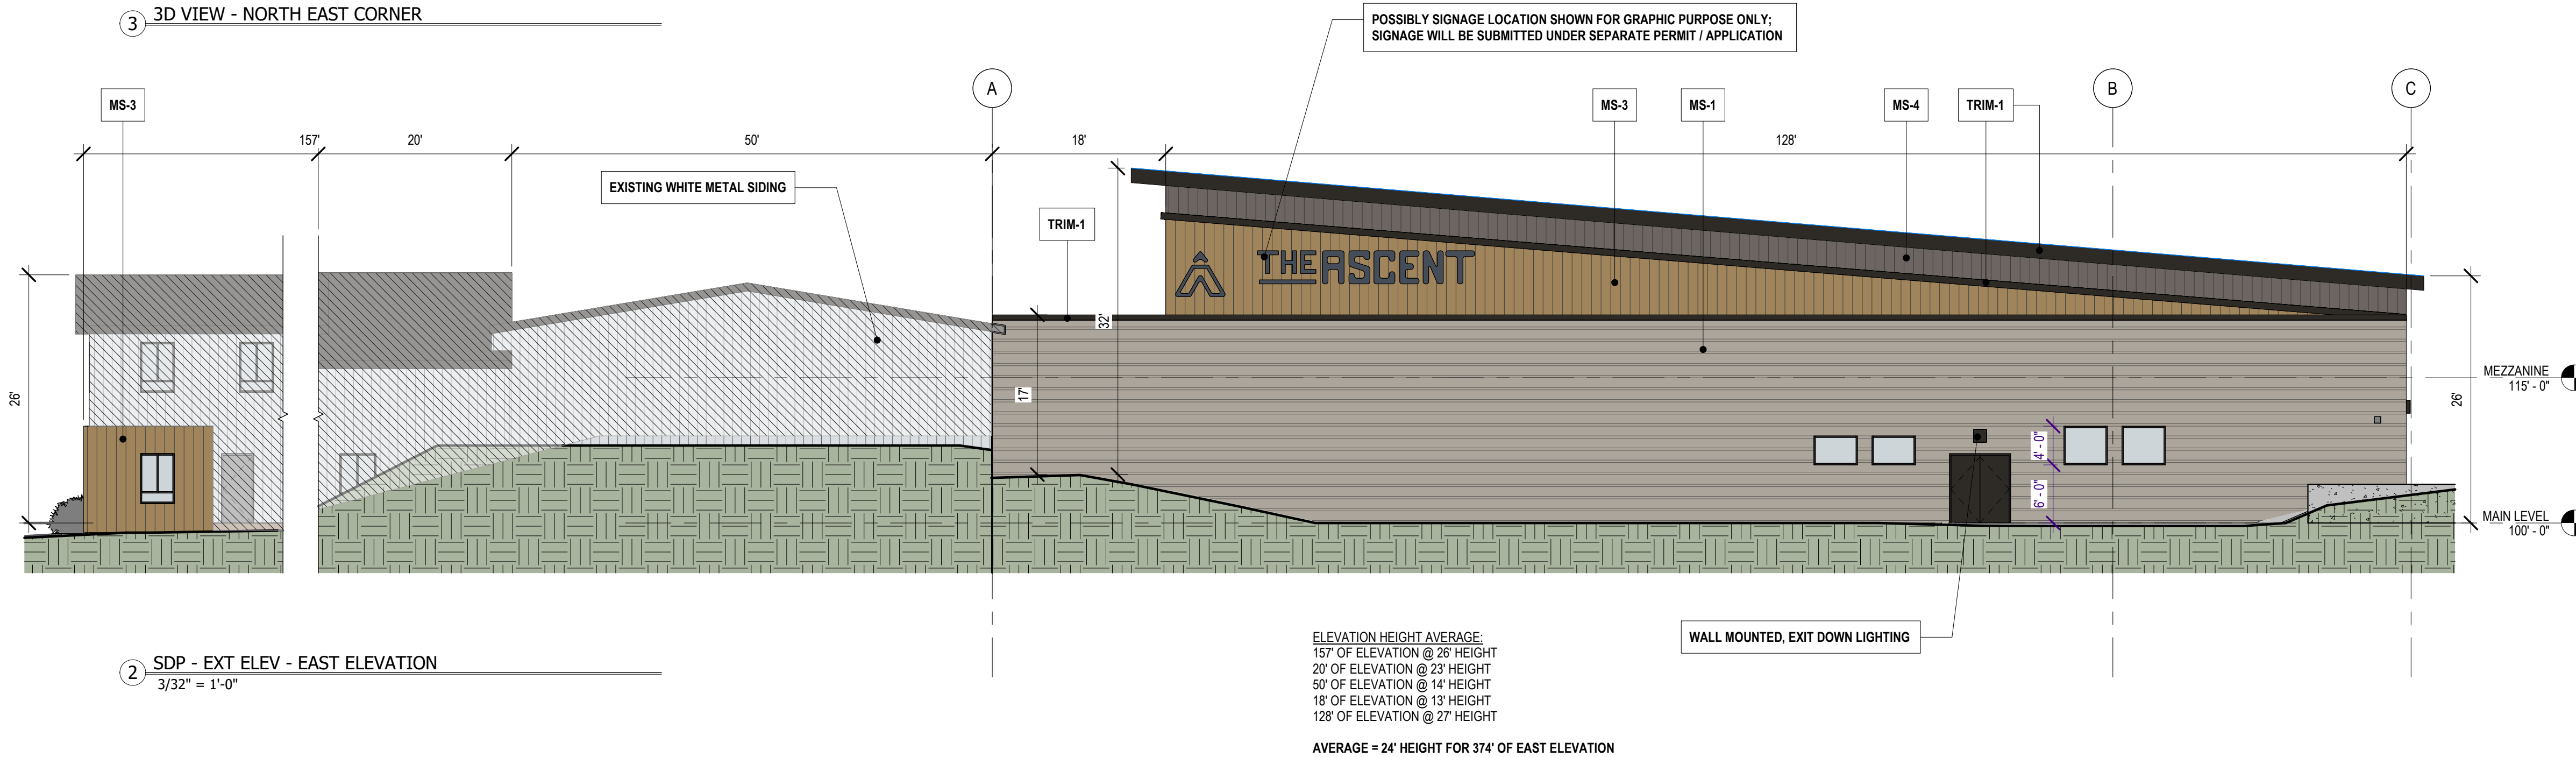 3 3D VIEW - NORTH EAST CORNER
POSSIBLY SIGNAGE LOCATION SHOWN FOR GRAPHIC PURPOSE ONLY;
SIGNAGE WILL BE SUBMITTED UNDER SEPARATE PERMIT / APPLICATION
A
B
C
MS-3
MS-3
MS-1
MS-4
TRIM-1
157'
20'
50'
18'
128'
EXISTING WHITE METAL SIDING
TRIM-1
THE ASCENT
32'
17'
26'
26'
MEZZANINE
115' - 0"
4' - 0"
6' - 0"
MAIN LEVEL
100' - 0"
WALL MOUNTED, EXIT DOWN LIGHTING
2 SDP - EXT ELEV - EAST ELEVATION
3/32" = 1'-0"
ELEVATION HEIGHT AVERAGE:
157' OF ELEVATION @ 26' HEIGHT
20' OF ELEVATION @ 23' HEIGHT
50' OF ELEVATION @ 14' HEIGHT
18' OF ELEVATION @ 13' HEIGHT
128' OF ELEVATION @ 27' HEIGHT
AVERAGE = 24' HEIGHT FOR 374' OF EAST ELEVATION